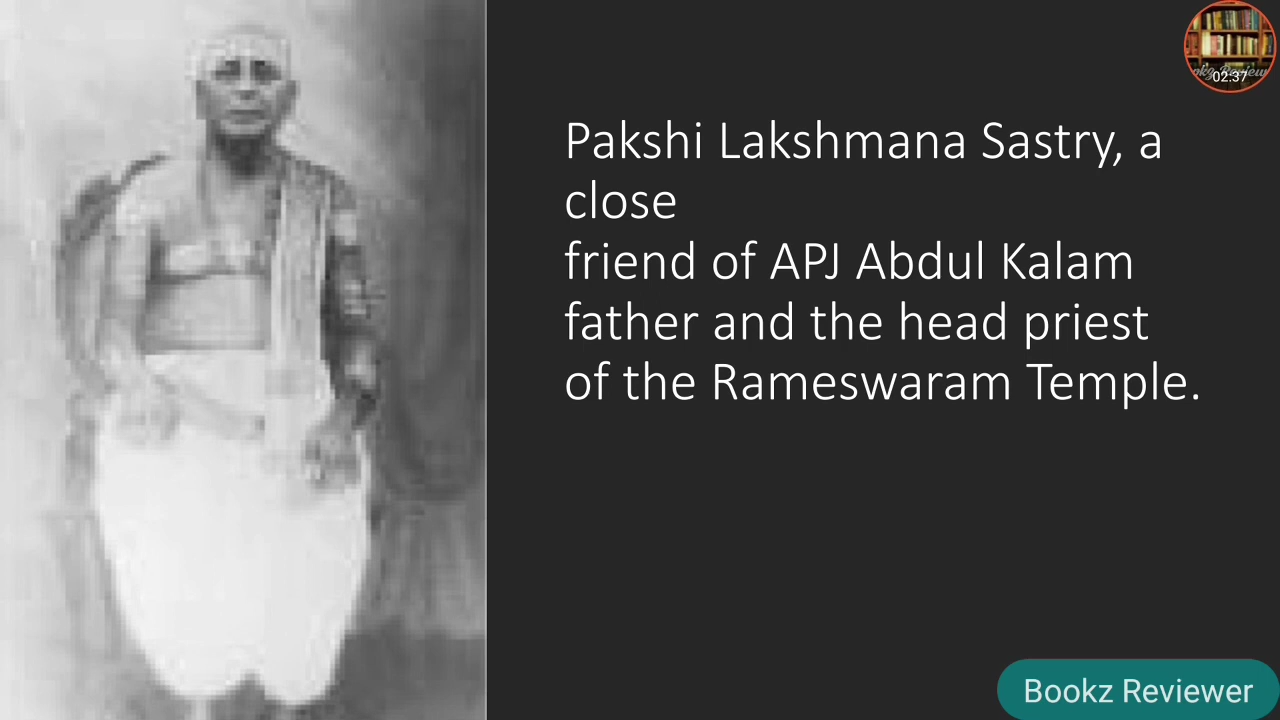 02:37
Pakshi Lakshmana Sastry, a
close
friend of APJ Abdul Kalam
father and the head priest
of the Rameswaram Temple.
Bookz Reviewer